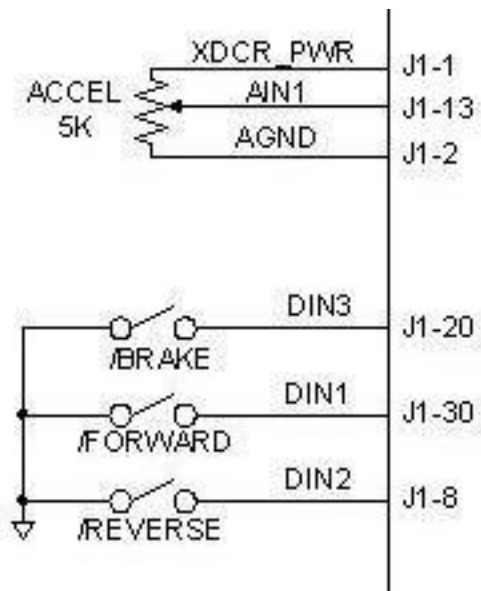 XDCR_PWR J1-1
ACCEL AIN1 J1-13
5K
AGND J1-2
DIN3 J1-20
/BRAKE
DIN1 J1-30
/FORWARD
DIN2 J1-8
/REVERSE